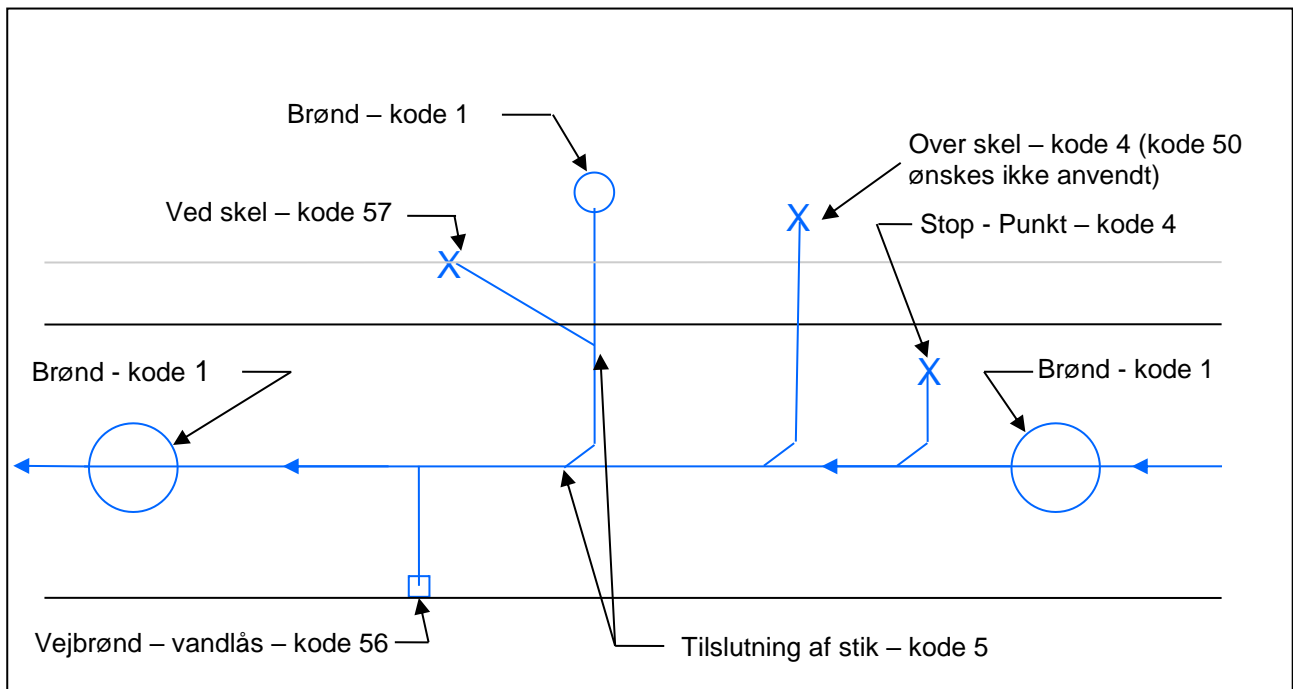 Brønd – kode 1
Over skel – kode 4 (kode 50
ønskes ikke anvendt)
Ved skel – kode 57
X
Stop - Punkt – kode 4
X
Brønd - kode 1
X
Brønd - kode 1
Vejbrønd – vandlås – kode 56
Tilslutning af stik – kode 5